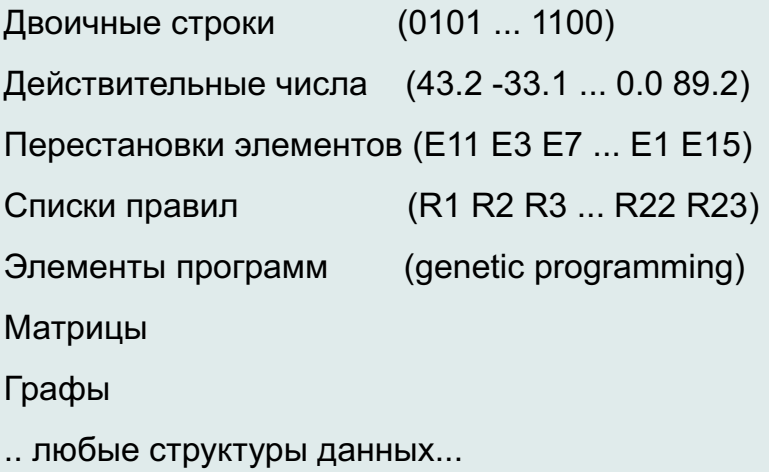 Двоичные строки (0101 ... 1100)
Действительные числа (43.2 -33.1 ... 0.0 89.2)
Перестановки элементов (E11 E3 E7 ... E1 E15)
Списки правил (R1 R2 R3 ... R22 R23)
Элементы программ (genetic programming)
Матрицы
Графы
.. любые структуры данных...